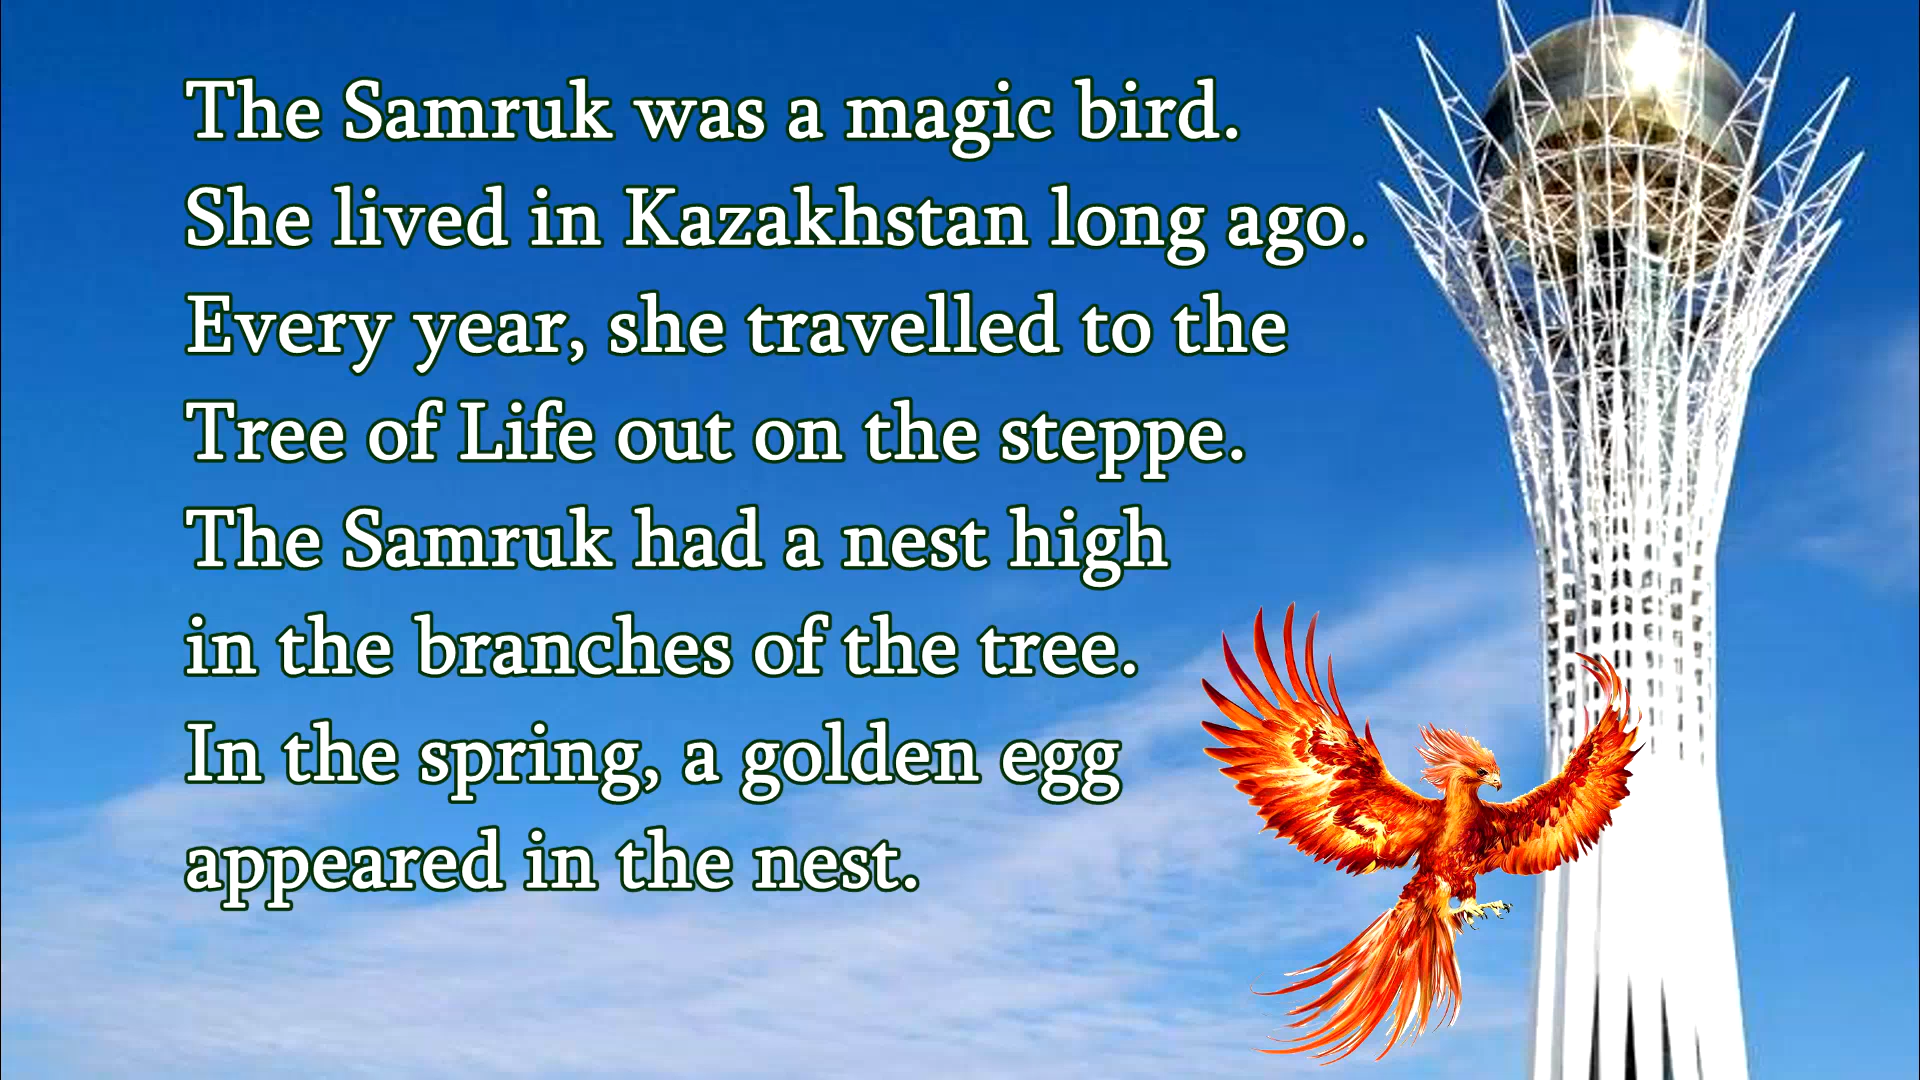 The Samruk was a magic bird.
She lived in Kazakhstan long ago.
Every year, she travelled to the
Tree of Life out on the steppe.
The Samruk had a nest high
in the branches of the tree.
In the spring, a golden egg
appeared in the nest.